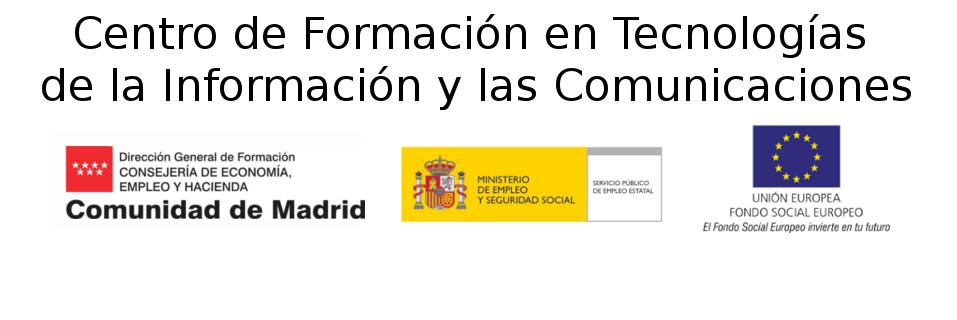 Centro de Formación en Tecnologías
de la Información y las Comunicaciones
Dirección General de Formación
CONSEJERÍA DE ECONOMÍA,
EMPLEO Y HACIENDA
Comunidad de Madrid
MINISTERIO
DE EMPLEO
Y SEGURIDAD SOCIAL
SERVICIO PÚBLICO
DE EMPLEO ESTATAL
UNIÓN EUROPEA
FONDO SOCIAL EUROPEO
El Fondo Social Europeo invierte en tu futuro